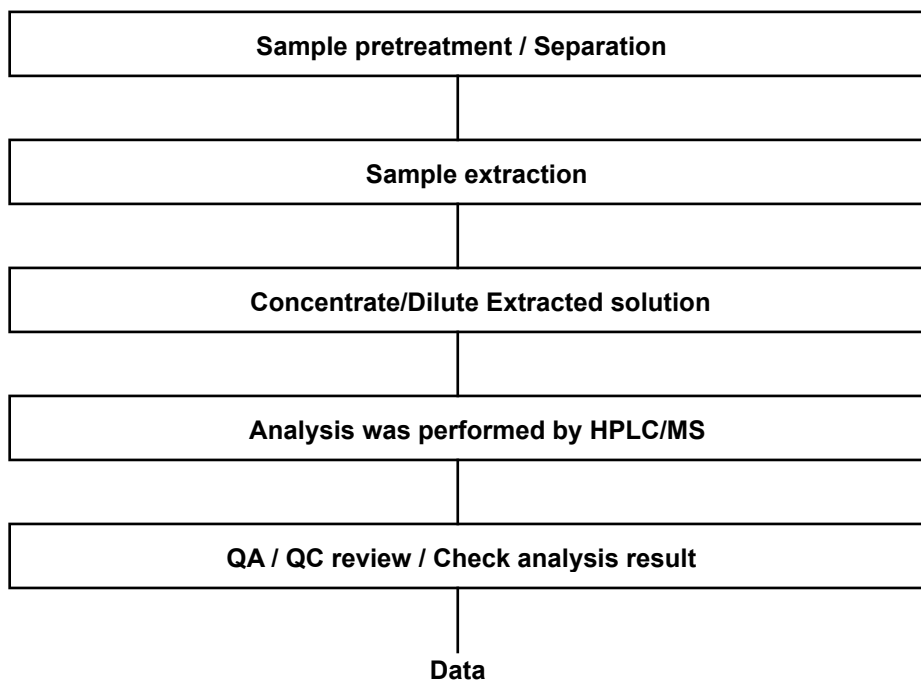 Sample pretreatment / Separation
Sample extraction
Concentrate/Dilute Extracted solution
Analysis was performed by HPLC/MS
QA / QC review / Check analysis result
Data